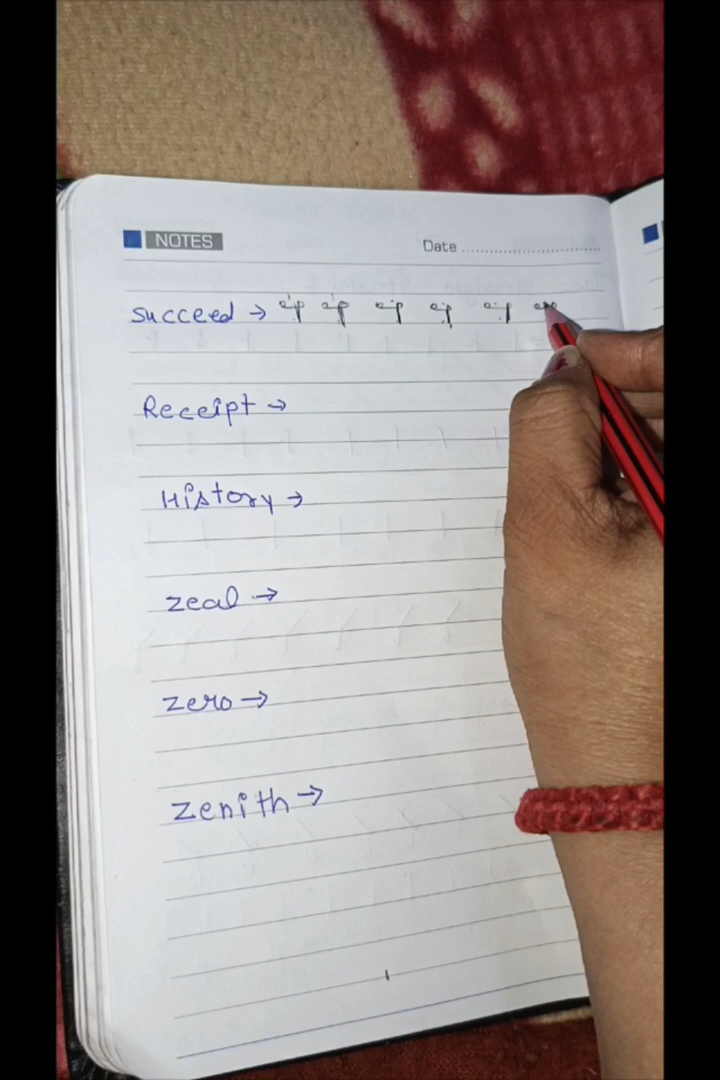 NOTES
Date
Succeed →
Receipt →
History →
zeal →
zero →
zenith →